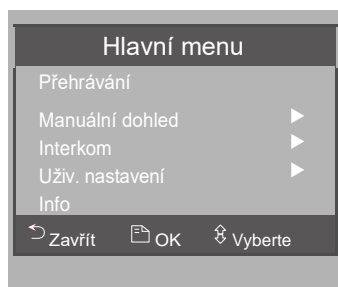 Hlavní menu
Přehrávání
Manuální dohled
Interkom
Uživ. nastavení
Info
Zavřít OK Vyberte